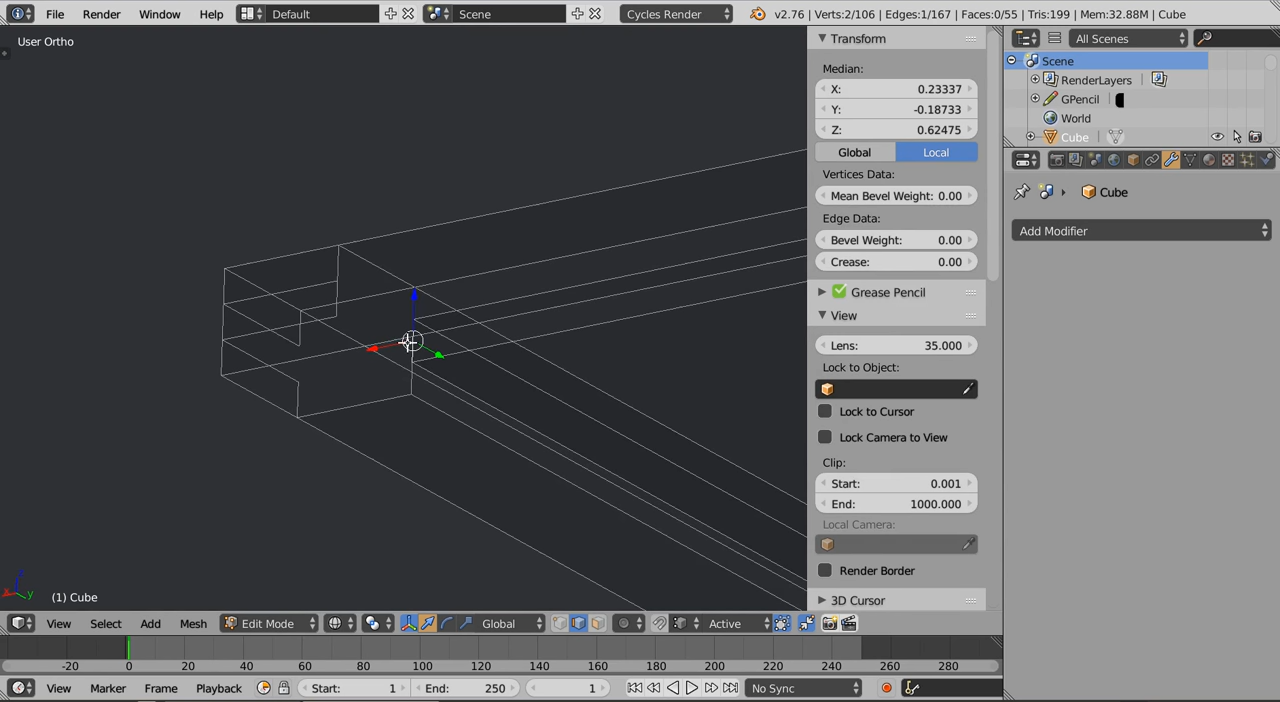 File Render Window Help Default Scene Cycles Render v2.76 | Verts:2/106 | Edges:1/167 | Faces:0/55 | Tris:199 | Mem:32.88M | Cube
User Ortho
Transform
Median:
X: 0.23337
Y: -0.18733
Z: 0.62475
Global Local
Vertices Data:
Mean Bevel Weight: 0.00
Edge Data:
Bevel Weight: 0.00
Crease: 0.00
Grease Pencil
View
Lens: 35.000
Lock to Object:
Lock to Cursor
Lock Camera to View
Clip:
Start: 0.001
End: 1000.000
Local Camera:
Render Border
3D Cursor
All Scenes
Scene
RenderLayers |
GPencil
World
Cube
Cube
Add Modifier
x
z
y
(1) Cube
View Select Add Mesh Edit Mode Global Active
-20 0 20 40 60 80 100 120 140 160 180 200 220 240 260 280
View Marker Frame Playback Start: 1 End: 250 1 No Sync